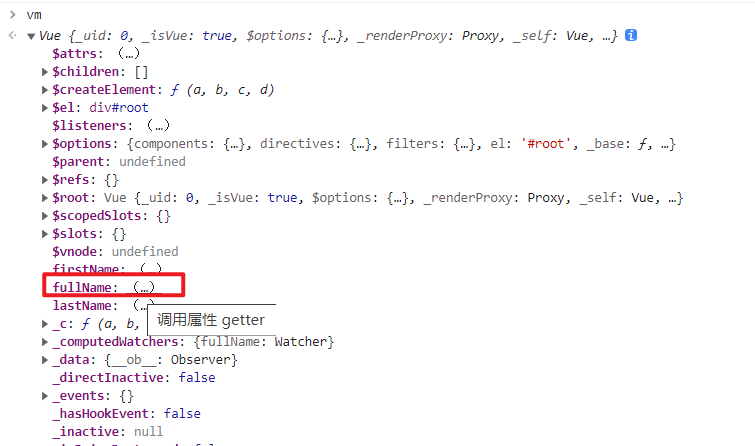 vm
Vue {_uid: 0, _isVue: true, $options: {…}, _renderProxy: Proxy, _self: Vue, …}
$attrs: (…)
$children: []
$createElement: ƒ (a, b, c, d)
$el: div#root
$listeners: (…)
$options: {components: {…}, directives: {…}, filters: {…}, el: '#root', _base: ƒ, …}
$parent: undefined
$refs: {}
$root: Vue {_uid: 0, _isVue: true, $options: {…}, _renderProxy: Proxy, _self: Vue, …}
$scopedSlots: {}
$slots: {}
$vnode: undefined
firstName: (…)
fullName: (…)
lastName: (…
调用属性 getter
_c: ƒ (a, b,
_computedWatchers: {fullName: Watcher}
_data: {__ob__: Observer}
_directInactive: false
_events: {}
_hasHookEvent: false
_inactive: null